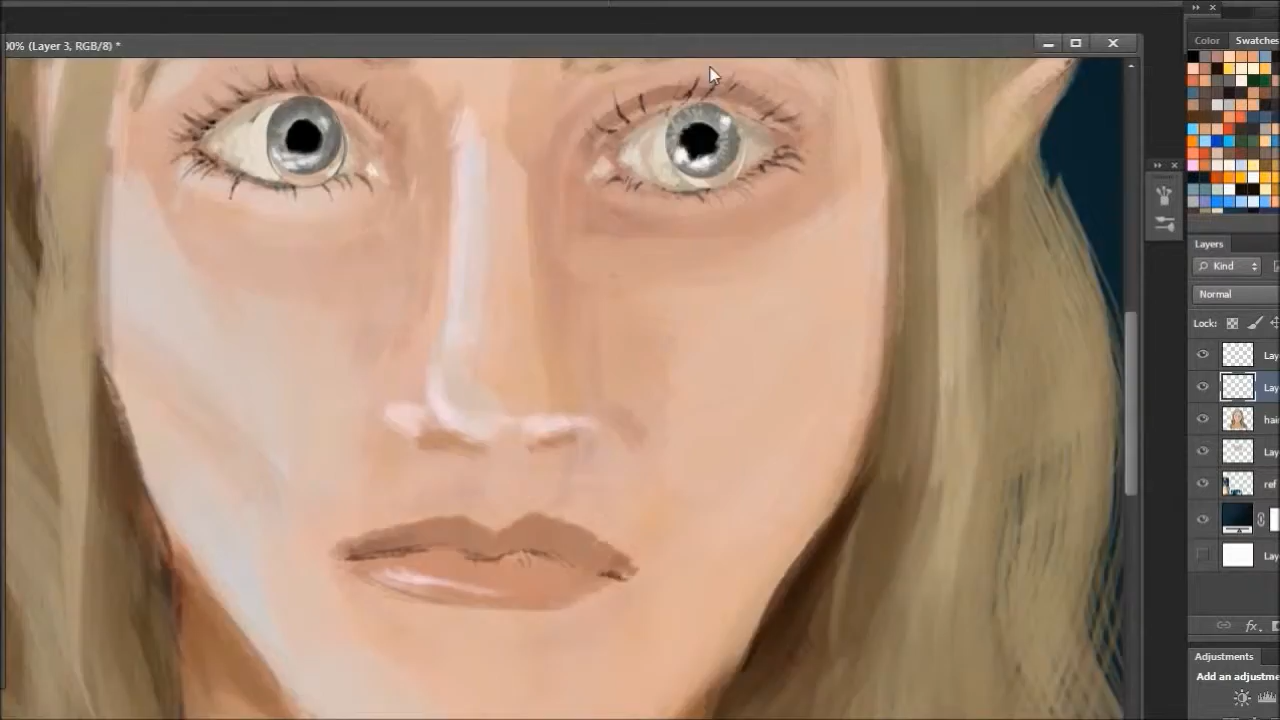 00% (Layer 3, RGB/8) *
Color Swatches
Layers
Kind
Normal
Lock:
Lay
Lay
hai
Lay
ref
Lay
fx.
Adjustments
Add an adjustme